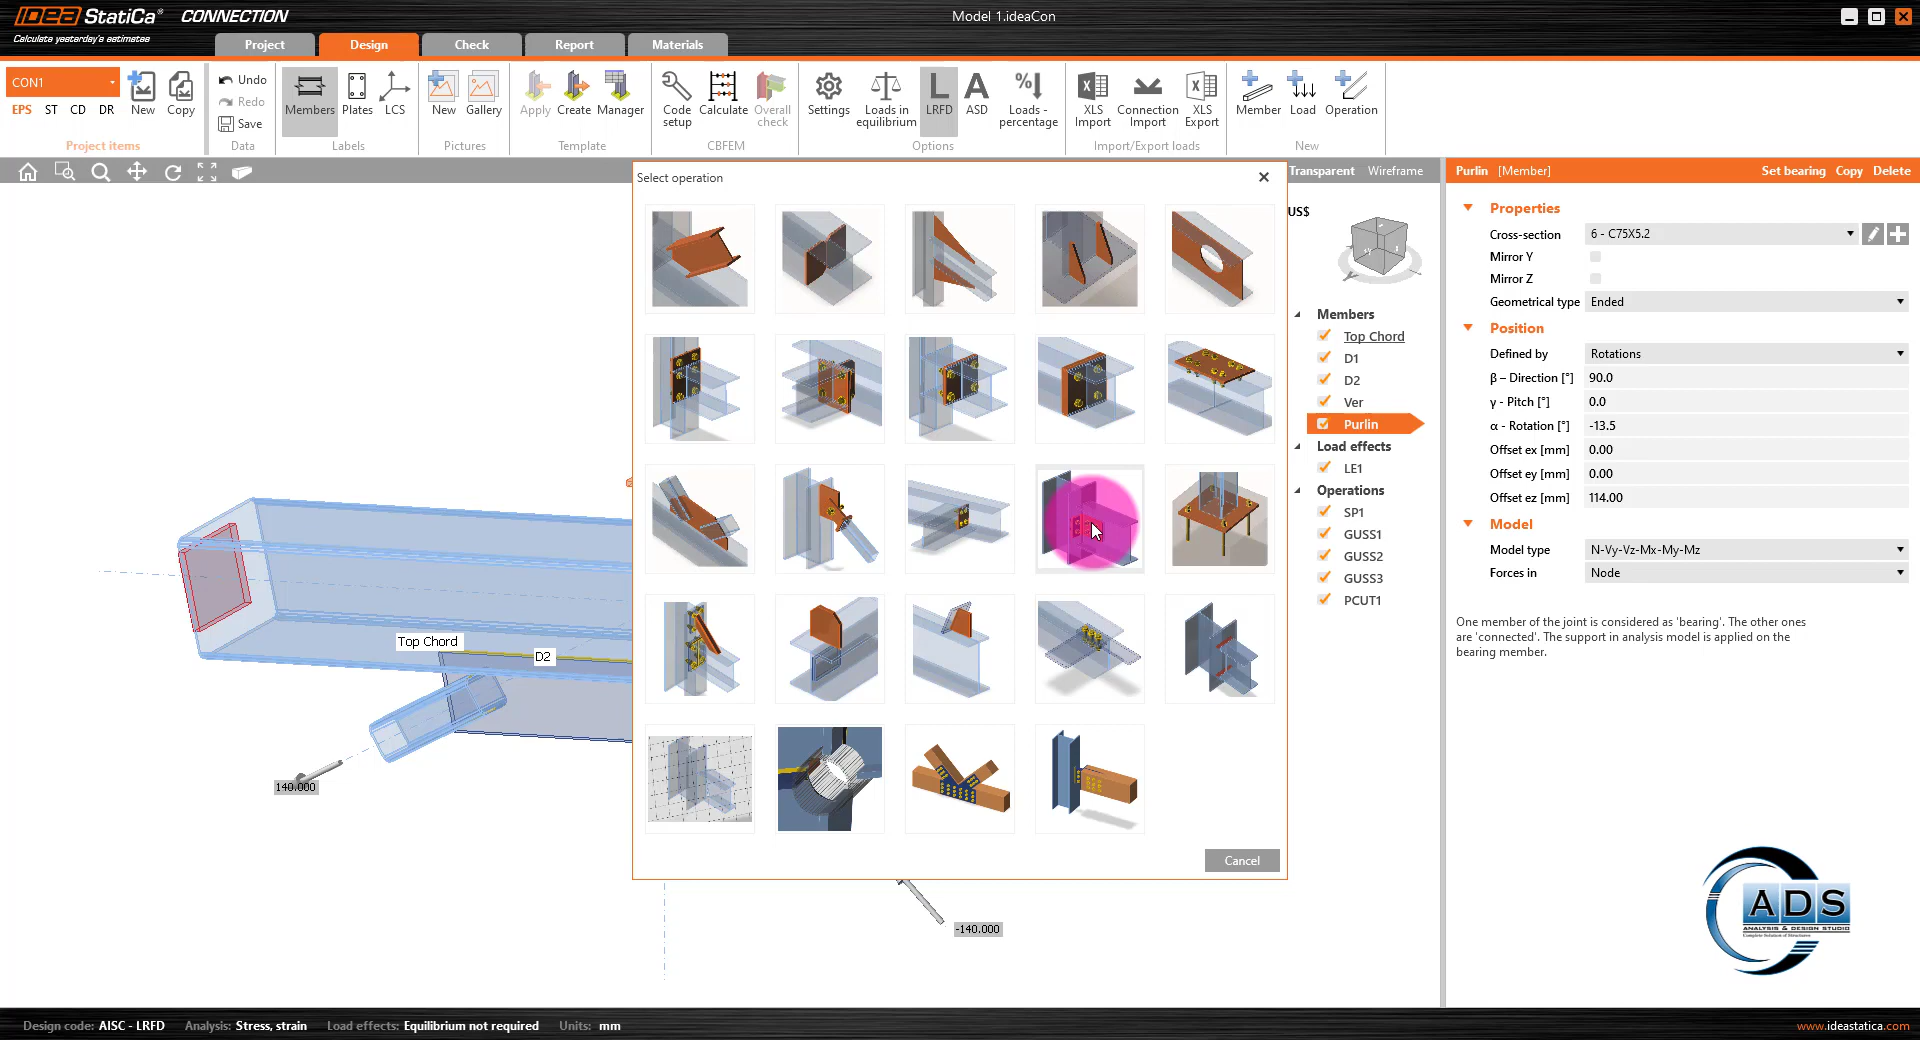 IDEA StatiCa® CONNECTION
Calculate yesterday's estimates
Model 1.ideaCon
Project
Design
Check
Report
Materials
CON1
EPS ST CD DR
New
Copy
Project items
Undo
Redo
Save
Data
Members
Plates
LCS
Labels
New
Gallery
Pictures
Apply
Create
Manager
Template
Code setup
Calculate
Overall check
CBFEM
Settings
Loads in equilibrium
LRFD
ASD
Loads - percentage
Options
XLS Import
Connection Import
XLS Export
Import/Export loads
Member
Load
Operation
New
Select operation
Transparent
Wireframe
US$
Members
Top Chord
D1
D2
Ver
Purlin
Load effects
LE1
Operations
SP1
GUSS1
GUSS2
GUSS3
PCUT1
Top Chord
D2
140.000
-140.000
Cancel
Purlin [Member]
Set bearing Copy Delete
Properties
Cross-section 6 - C75X5.2
Mirror Y
Mirror Z
Geometrical type Ended
Position
Defined by Rotations
β – Direction [°] 90.0
γ - Pitch [°] 0.0
α - Rotation [°] -13.5
Offset ex [mm] 0.00
Offset ey [mm] 0.00
Offset ez [mm] 114.00
Model
Model type N-Vy-Vz-Mx-My-Mz
Forces in Node
One member of the joint is considered as 'bearing'. The other ones
are 'connected'. The support in analysis model is applied on the
bearing member.
ADS
ANALYSIS & DESIGN STUDIO
Complete Solution of Structures
Design code: AISC - LRFD Analysis: Stress, strain Load effects: Equilibrium not required Units: mm
www.ideastatica.com